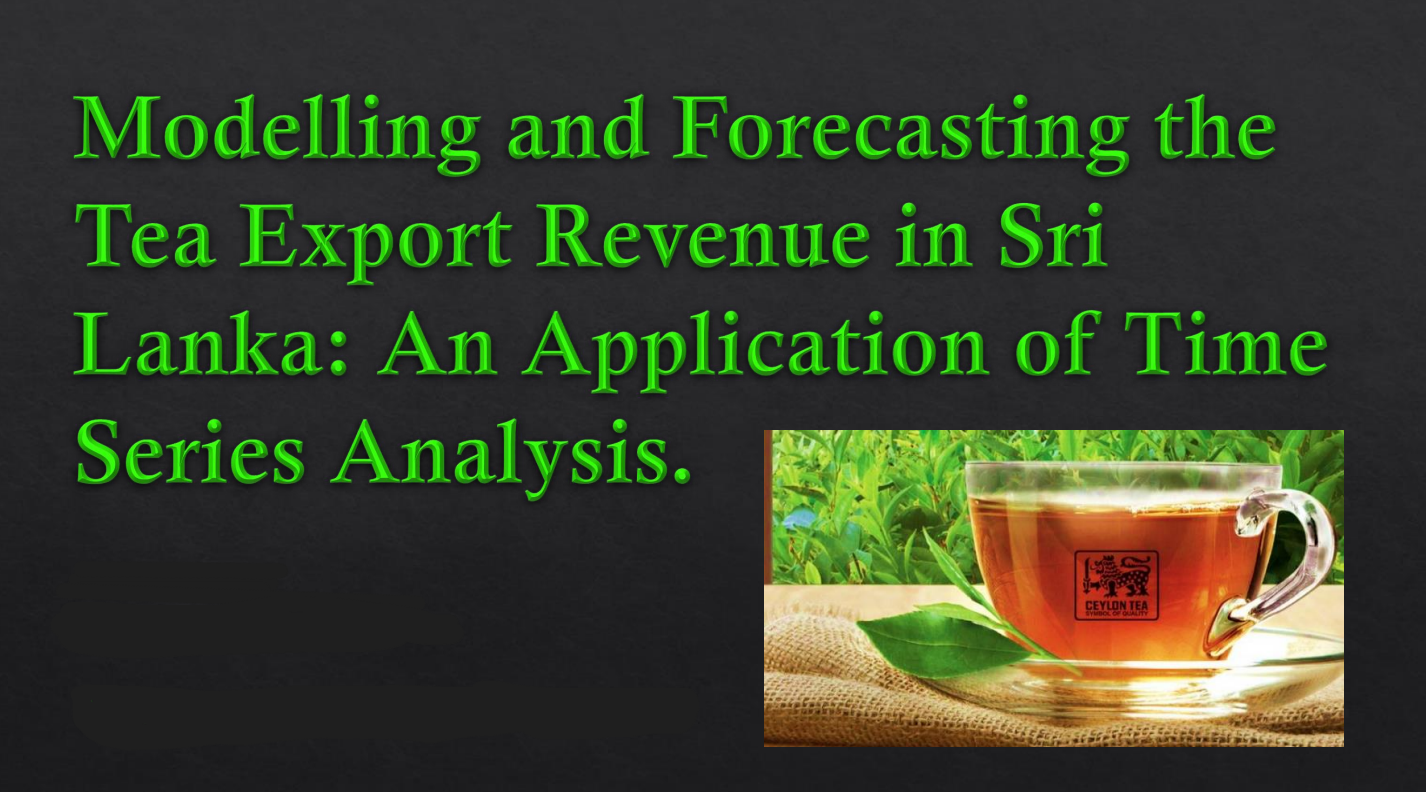 Modelling and Forecasting the
Tea Export Revenue in Sri
Lanka: An Application of Time
Series Analysis.
CEYLON TEA
SYMBOL OF QUALITY